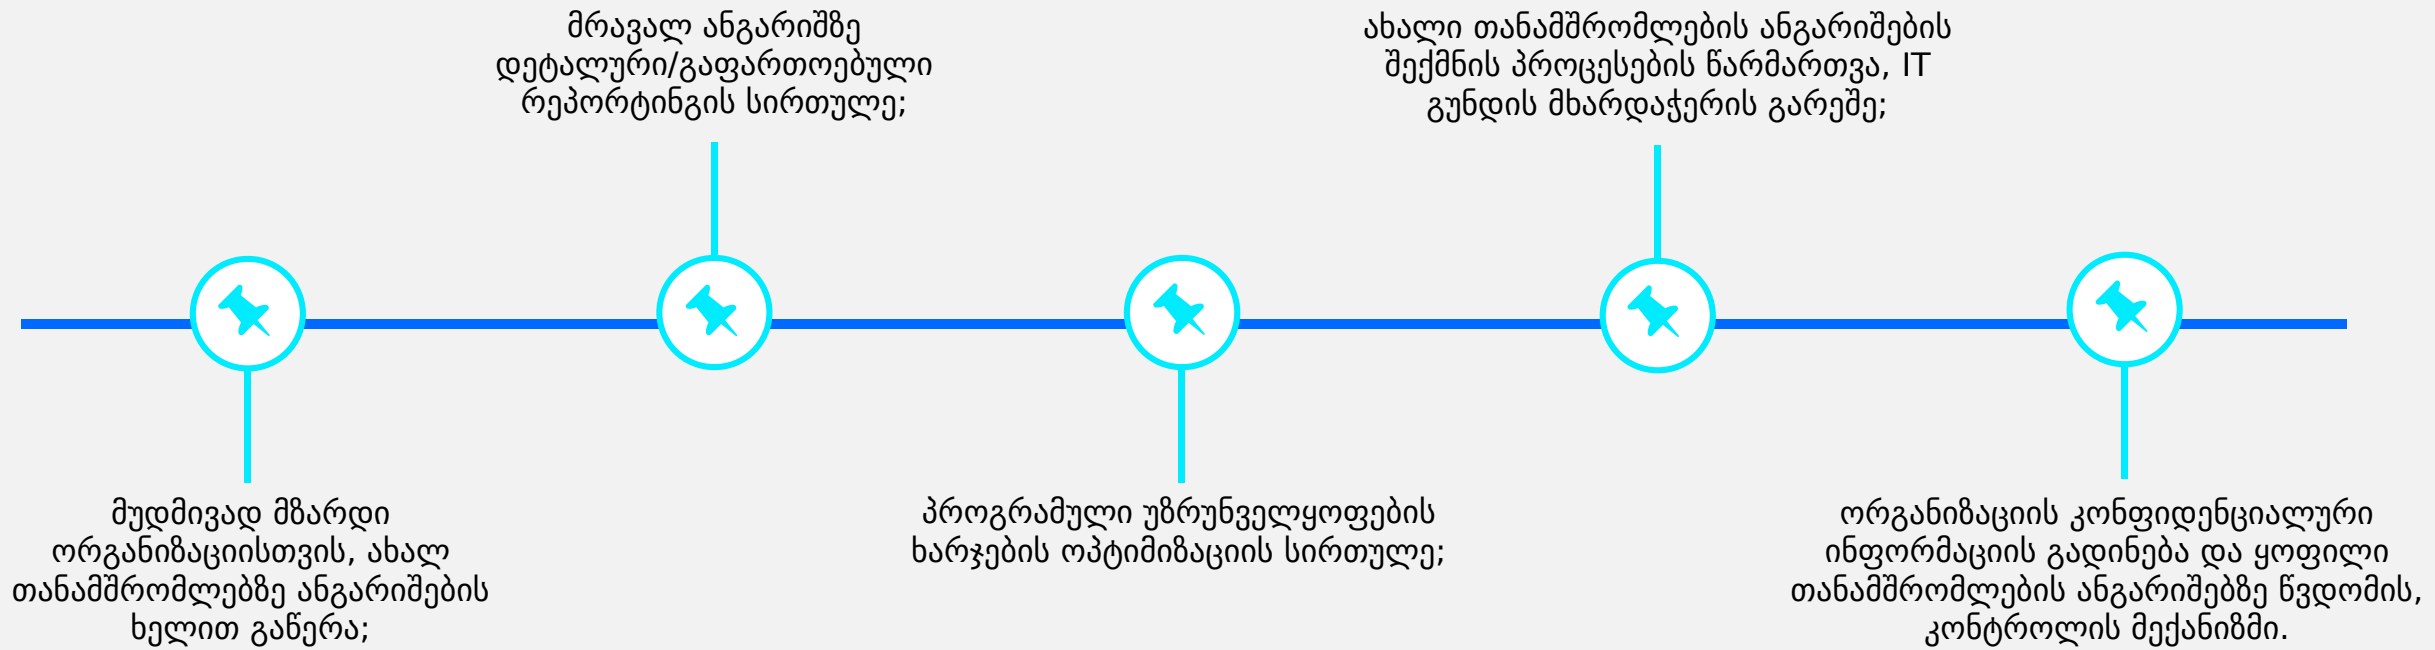 მუდმივად მზარდი
ორგანიზაციისთვის, ახალ
თანამშრომლებზე ანგარიშების
ხელით გაწერა;
მრავალ ანგარიშზე
დეტალური/გაფართოებული
რეპორტინგის სირთულე;
პროგრამული უზრუნველყოფების
ხარჯების ოპტიმიზაციის სირთულე;
ახალი თანამშრომლების ანგარიშების
შექმნის პროცესების წარმართვა, IT
გუნდის მხარდაჭერის გარეშე;
ორგანიზაციის კონფიდენციალური
ინფორმაციის გადინება და ყოფილი
თანამშრომლების ანგარიშებზე წვდომის,
კონტროლის მექანიზმი.